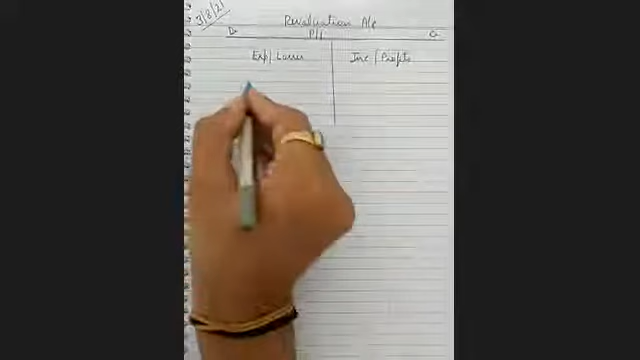 3/8/21
Revaluation A/c
Dr P/L Cr
Exp/Losses Inc/Profits